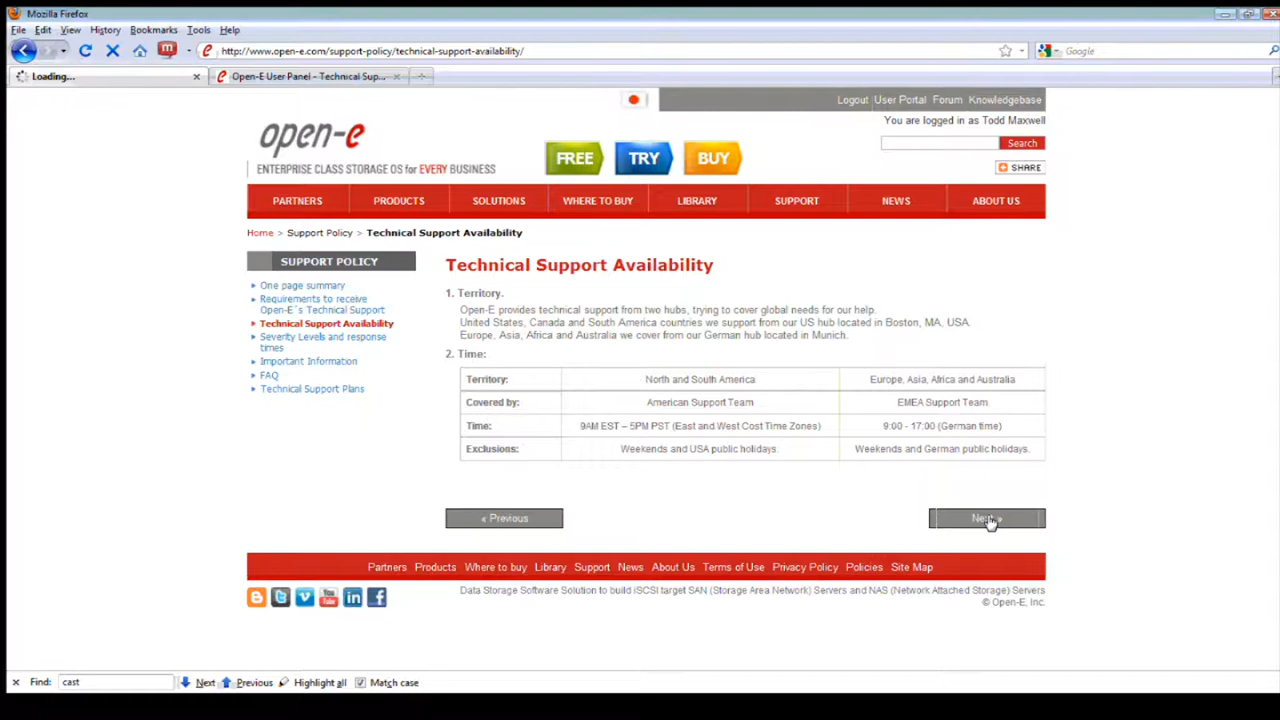 Mozilla Firefox
File Edit View History Bookmarks Tools Help
http://www.open-e.com/support-policy/technical-support-availability/
Google
Loading...
Open-E User Panel - Technical Sup...
Logout User Portal Forum Knowledgebase
You are logged in as Todd Maxwell
open-e
ENTERPRISE CLASS STORAGE OS for EVERY BUSINESS
FREE TRY BUY
Search
SHARE
PARTNERS PRODUCTS SOLUTIONS WHERE TO BUY LIBRARY SUPPORT NEWS ABOUT US
Home > Support Policy > Technical Support Availability
SUPPORT POLICY
One page summary
Requirements to receive
Open-E´s Technical Support
Technical Support Availability
Severity Levels and response
times
Important Information
FAQ
Technical Support Plans
Technical Support Availability
1. Territory.
Open-E provides technical support from two hubs, trying to cover global needs for our help.
United States, Canada and South America countries we support from our US hub located in Boston, MA, USA.
Europe, Asia, Africa and Australia we cover from our German hub located in Munich.
2. Time:
Territory: North and South America Europe, Asia, Africa and Australia
Covered by: American Support Team EMEA Support Team
Time: 9AM EST – 5PM PST (East and West Cost Time Zones) 9:00 - 17:00 (German time)
Exclusions: Weekends and USA public holidays. Weekends and German public holidays.
« Previous
Next »
Partners Products Where to buy Library Support News About Us Terms of Use Privacy Policy Policies Site Map
Data Storage Software Solution to build iSCSI target SAN (Storage Area Network) Servers and NAS (Network Attached Storage) Servers
© Open-E, Inc.
Find: cast Next Previous Highlight all Match case